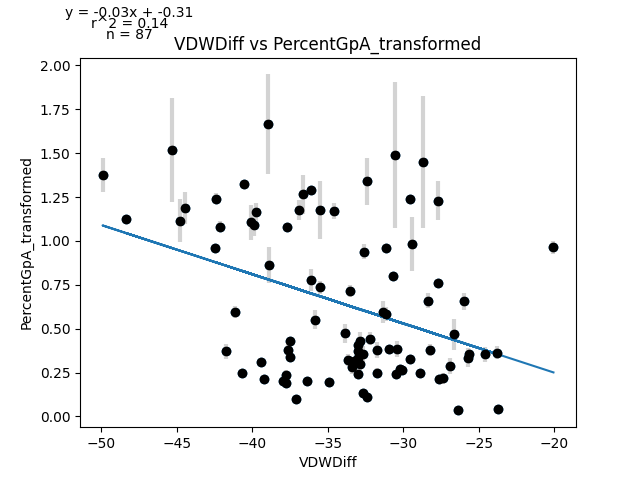 y = -0.03x + -0.31
r^2 = 0.14
n = 87
VDWDiff vs PercentGpA_transformed
2.00
1.75
1.50
1.25
1.00
0.75
0.50
0.25
0.00
PercentGpA_transformed
−50 −45 −40 −35 −30 −25 −20
VDWDiff